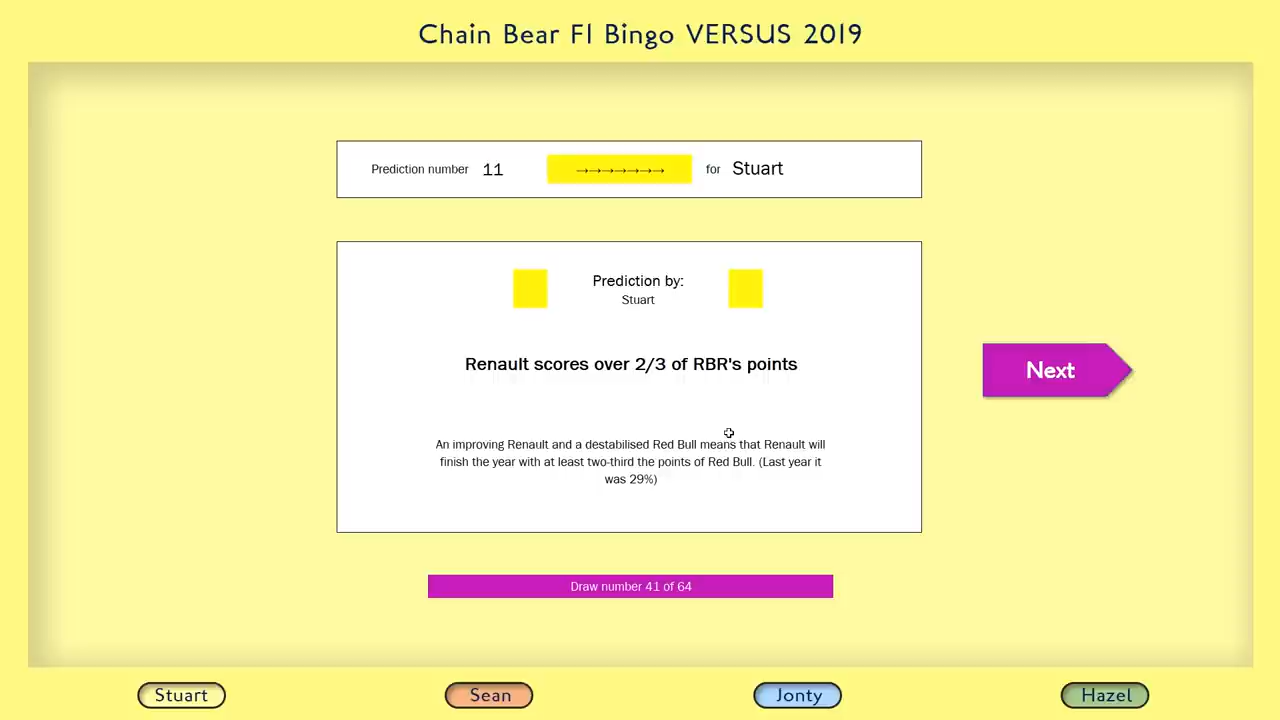 Chain Bear F1 Bingo VERSUS 2019
Prediction number 11 →→→→→→→ for Stuart
Prediction by:
Stuart
Renault scores over 2/3 of RBR's points
An improving Renault and a destabilised Red Bull means that Renault will
finish the year with at least two-third the points of Red Bull. (Last year it
was 29%)
Next
Draw number 41 of 64
Stuart Sean Jonty Hazel